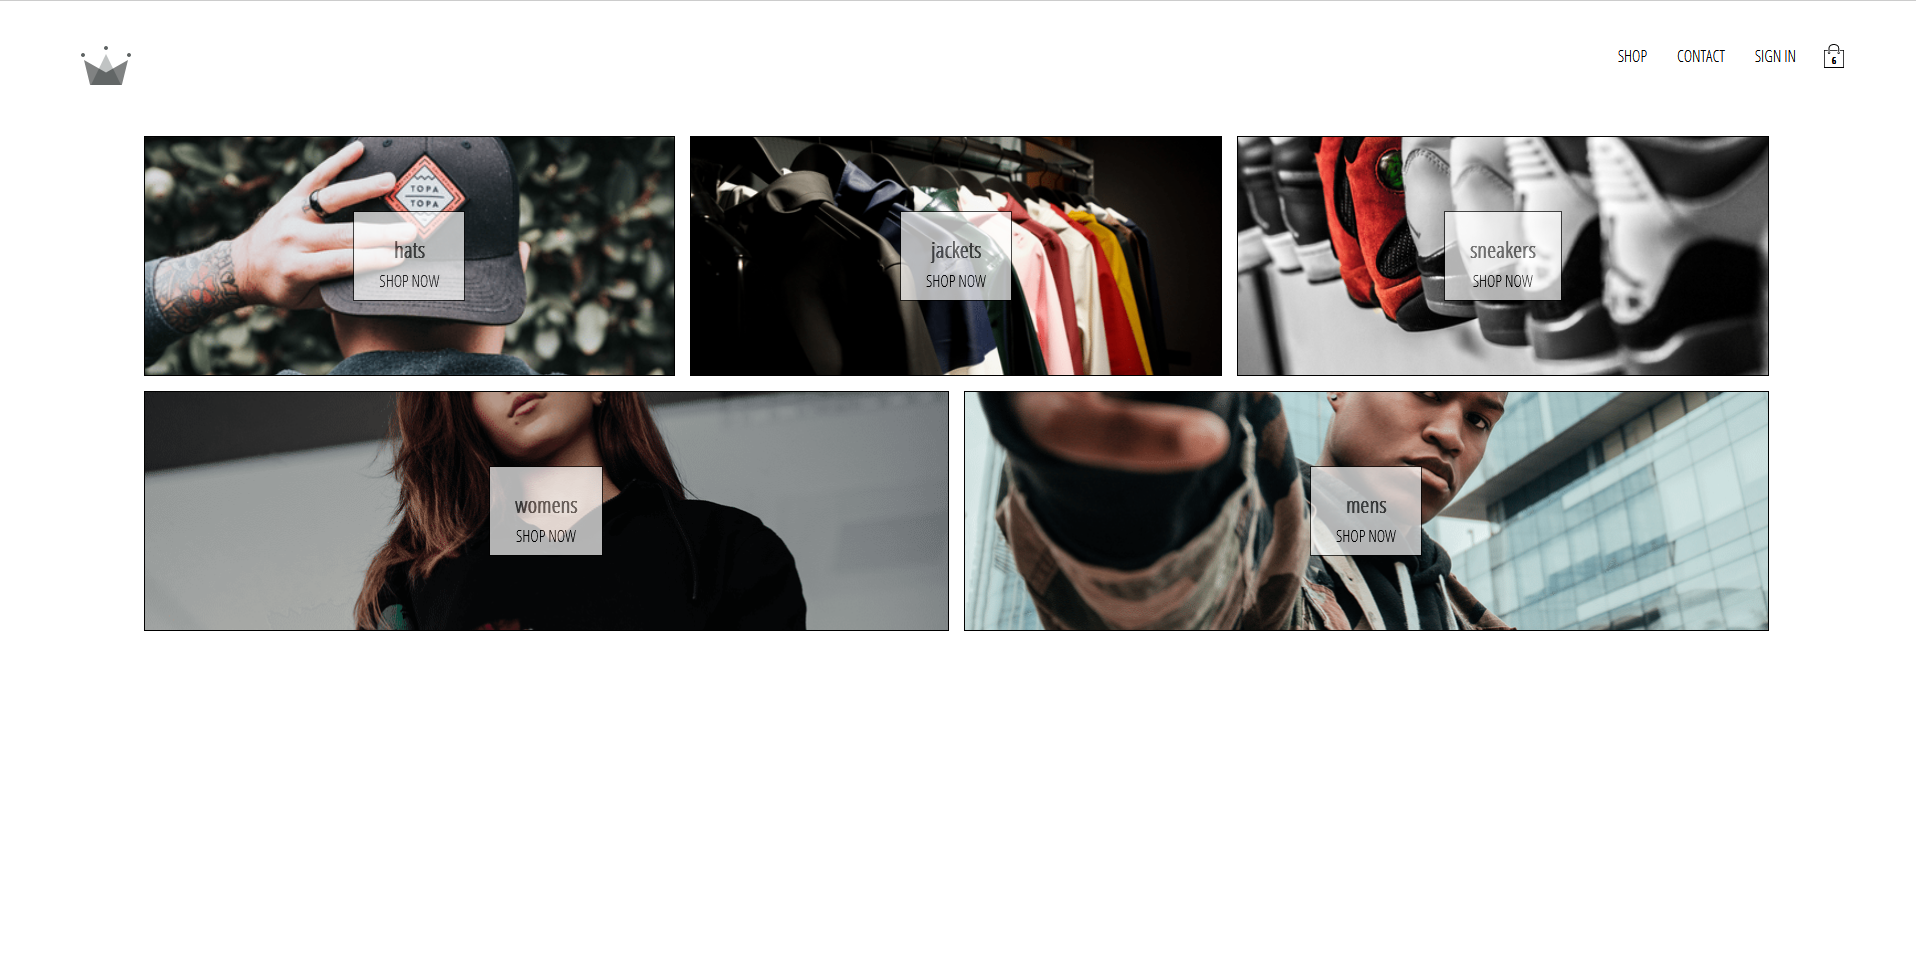 SHOP CONTACT SIGN IN 6
TOPA
TOPA
hats
SHOP NOW
jackets
SHOP NOW
sneakers
SHOP NOW
womens
SHOP NOW
mens
SHOP NOW